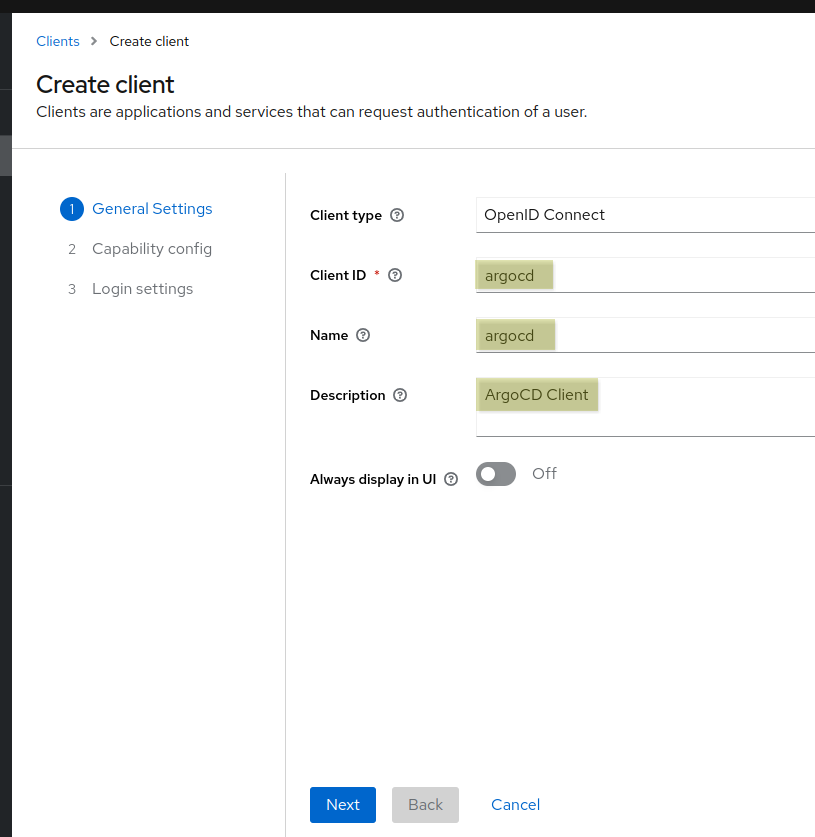 Clients > Create client
Create client
Clients are applications and services that can request authentication of a user.
1 General Settings
2 Capability config
3 Login settings
Client type ? OpenID Connect
Client ID * ? argocd
Name ? argocd
Description ? ArgoCD Client
Always display in UI ? Off
Next Back Cancel